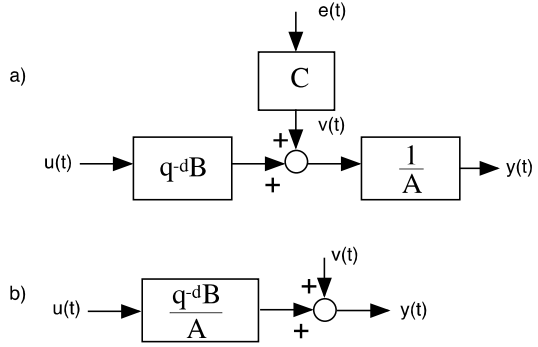 e(t)
a)
C
v(t)
+
u(t)
q-dB
+
1
A
y(t)
b)
v(t)
+
u(t)
q-dB
A
+
y(t)